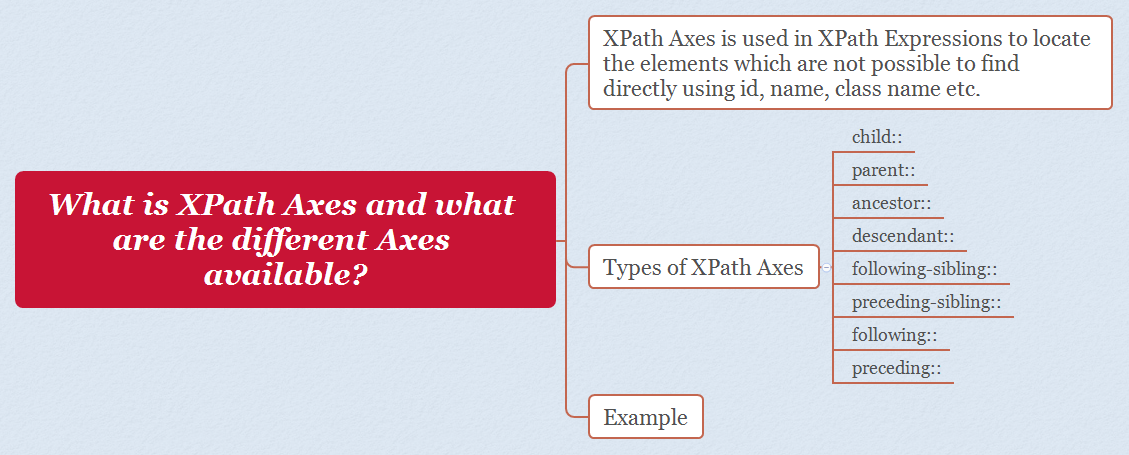 What is XPath Axes and what
are the different Axes
available?
XPath Axes is used in XPath Expressions to locate
the elements which are not possible to find
directly using id, name, class name etc.
Types of XPath Axes
child::
parent::
ancestor::
descendant::
following-sibling::
preceding-sibling::
following::
preceding::
Example